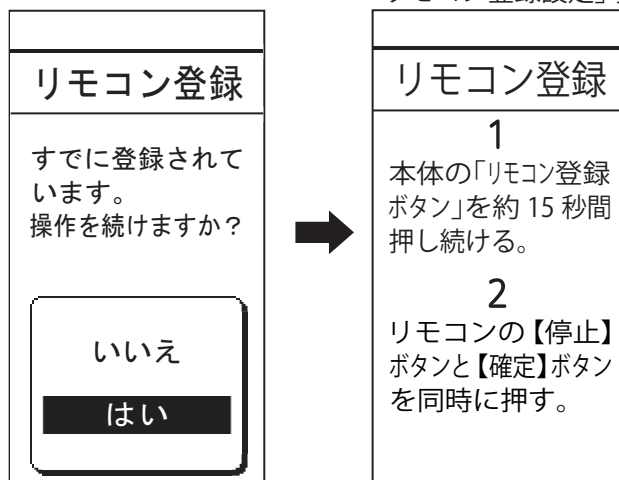 リモコン登録
すでに登録されて
います。
操作を続けますか？
いいえ
はい
リモコン登録
1
本体の「リモコン登録
ボタン」を約 15 秒間
押し続ける。
2
リモコンの【停止】
ボタンと【確定】ボタン
を同時に押す。